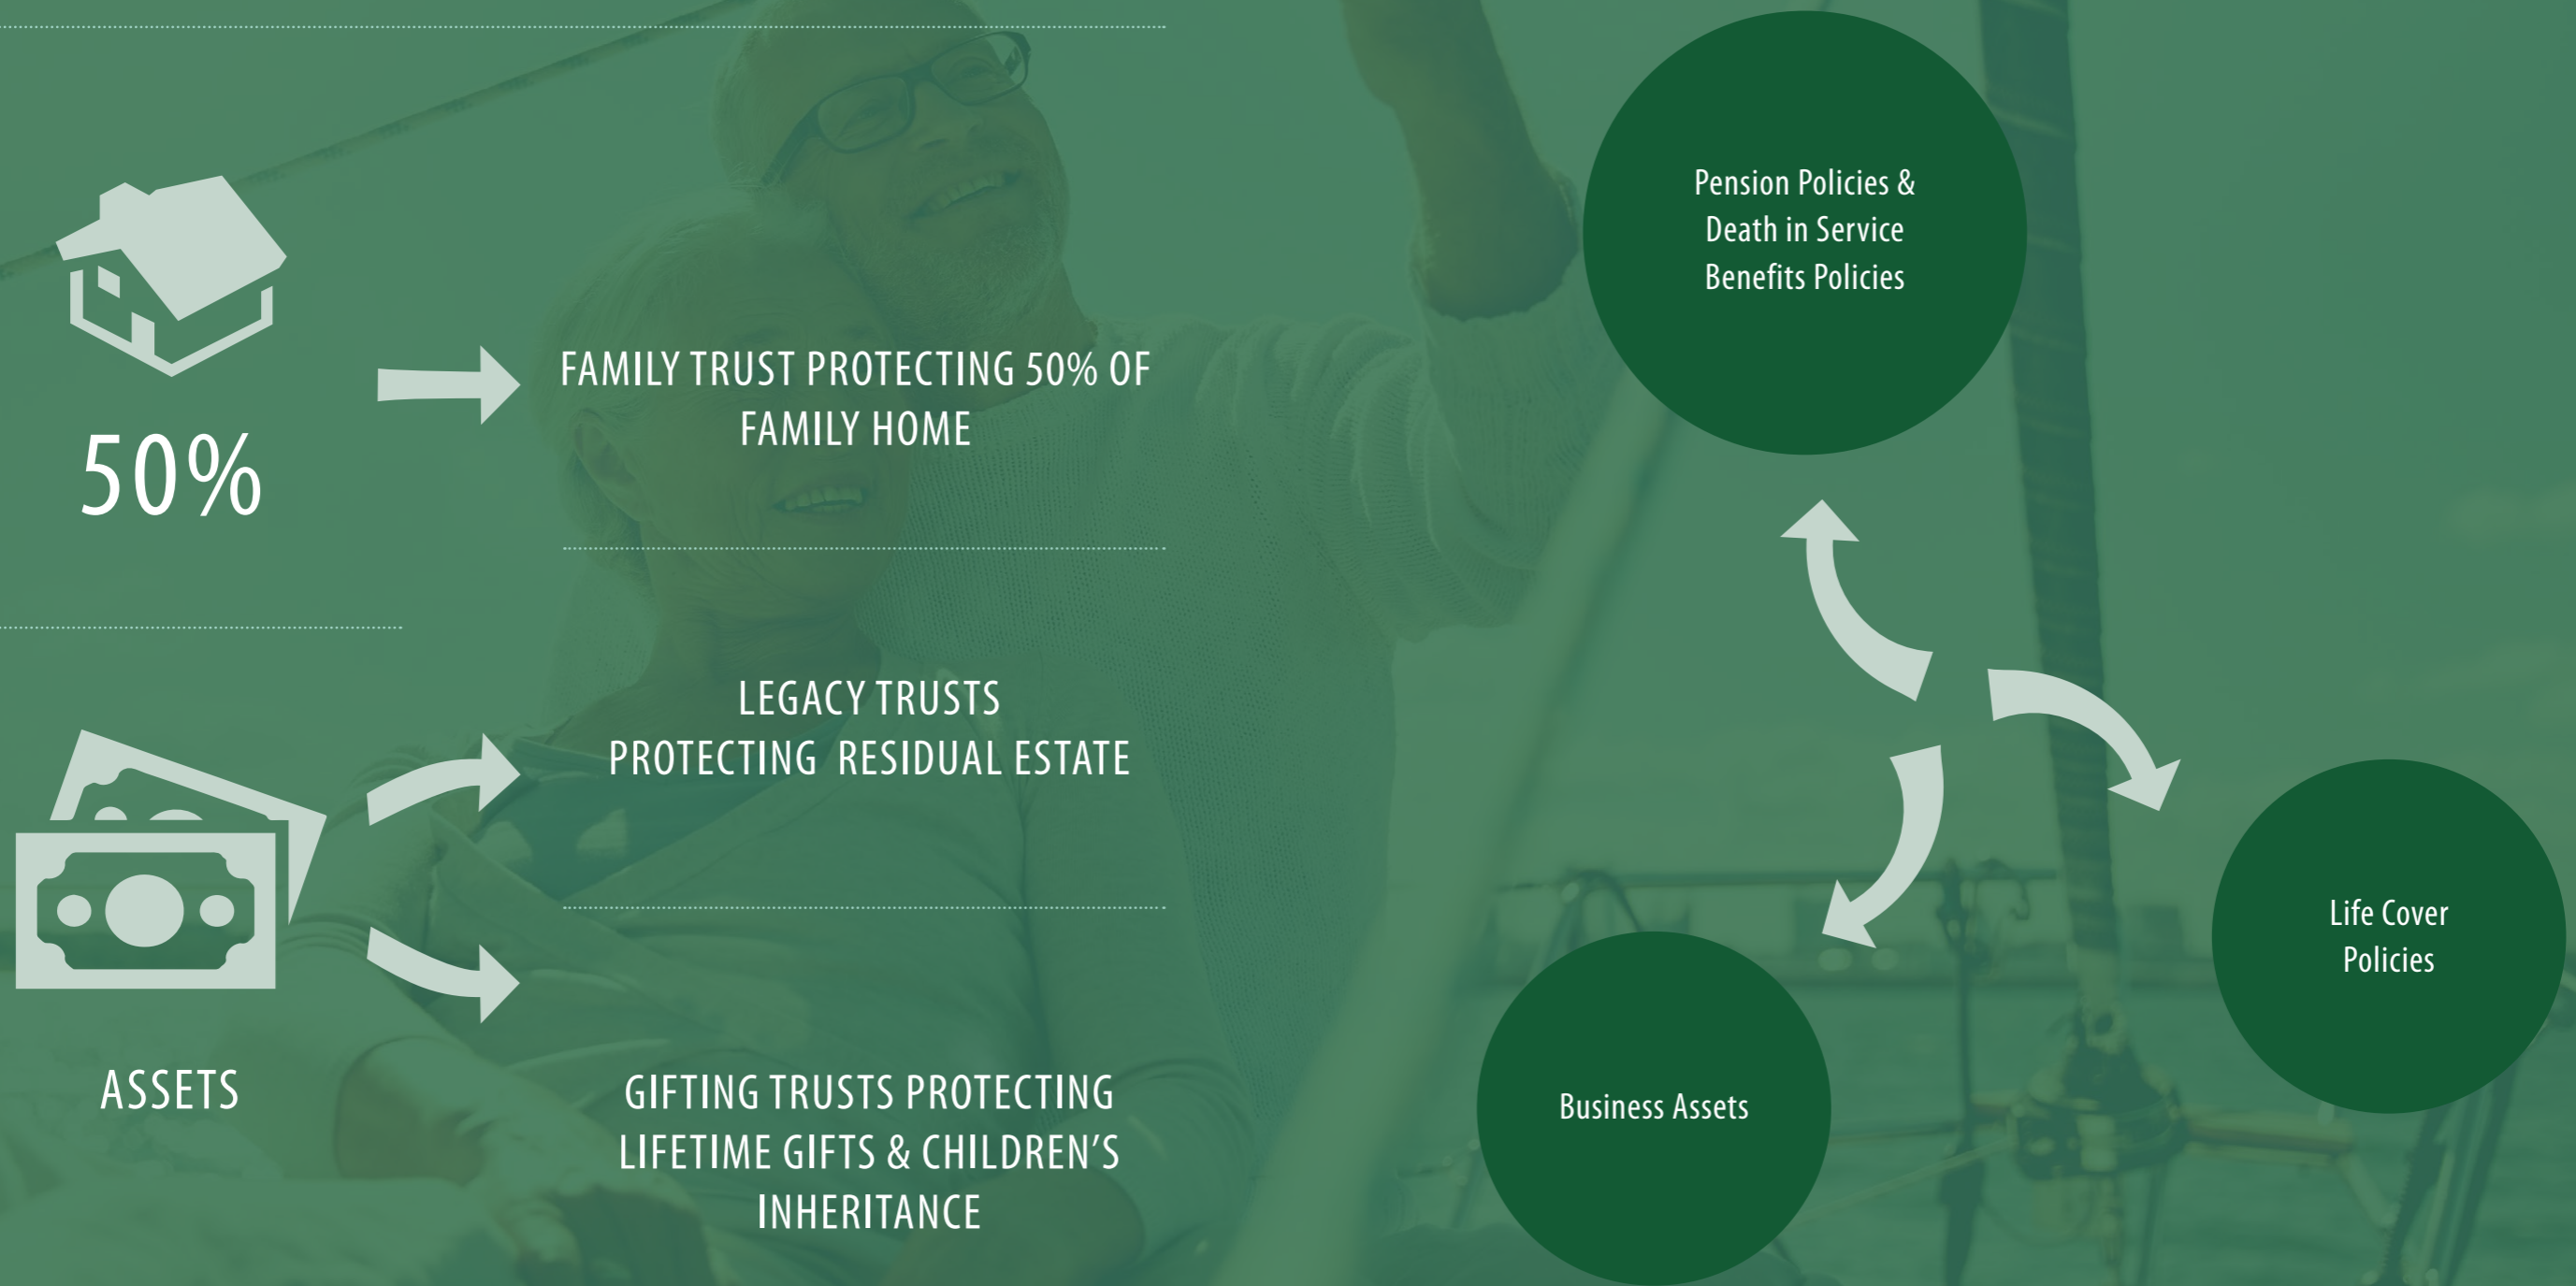 50%
FAMILY TRUST PROTECTING 50% OF
FAMILY HOME
ASSETS
LEGACY TRUSTS
PROTECTING  RESIDUAL ESTATE
GIFTING TRUSTS PROTECTING
LIFETIME GIFTS & CHILDREN’S
INHERITANCE
Pension Policies &
Death in Service
Benefits Policies
Life Cover
Policies
Business Assets